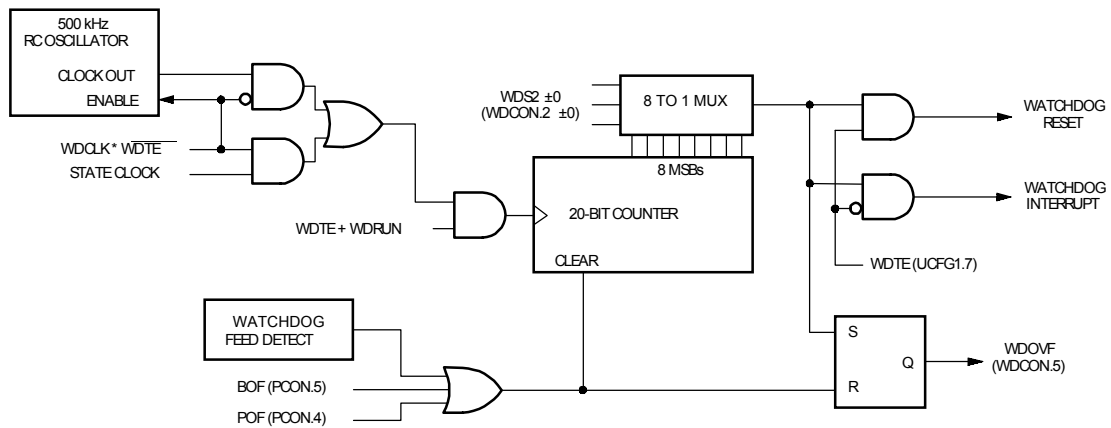 500 kHz
RC OSCILLATOR
CLOCK OUT
ENABLE
WDCLK * W̅D̅T̅E̅
STATE CLOCK
WDS2 ±0
(WDCON.2 ±0)
8 TO 1 MUX
8 MSBs
20-BIT COUNTER
CLEAR
WDTE + WDRUN
WATCHDOG
RESET
WATCHDOG
INTERRUPT
WDTE (UCFG1.7)
WATCHDOG
FEED DETECT
BOF (PCON.5)
POF (PCON.4)
S
Q
R
WDOVF
(WDCON.5)